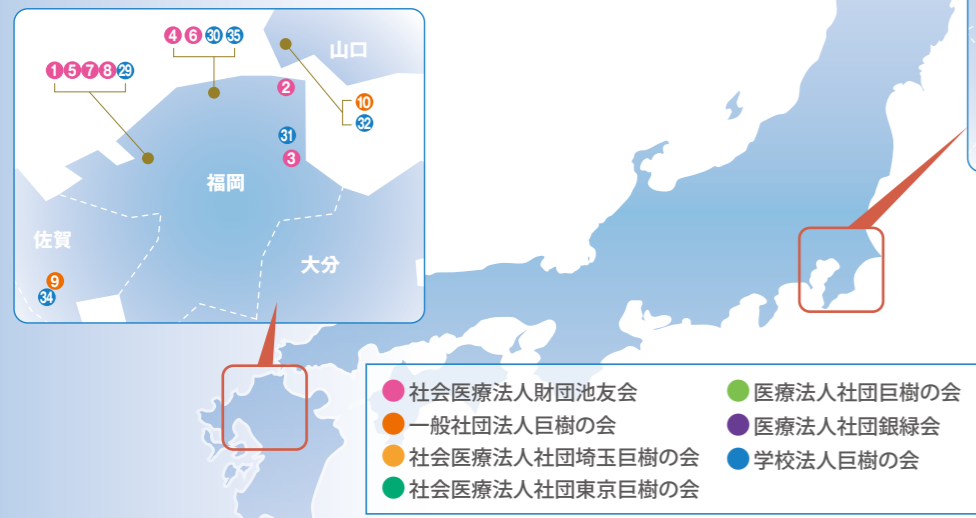 4 6 30 35
山口
1 5 7 8 29
2
10
32
31
3
福岡
佐賀
大分
9
34
社会医療法人財団池友会
一般社団法人巨樹の会
社会医療法人社団埼玉巨樹の会
社会医療法人社団東京巨樹の会
医療法人社団巨樹の会
医療法人社団銀緑会
学校法人巨樹の会